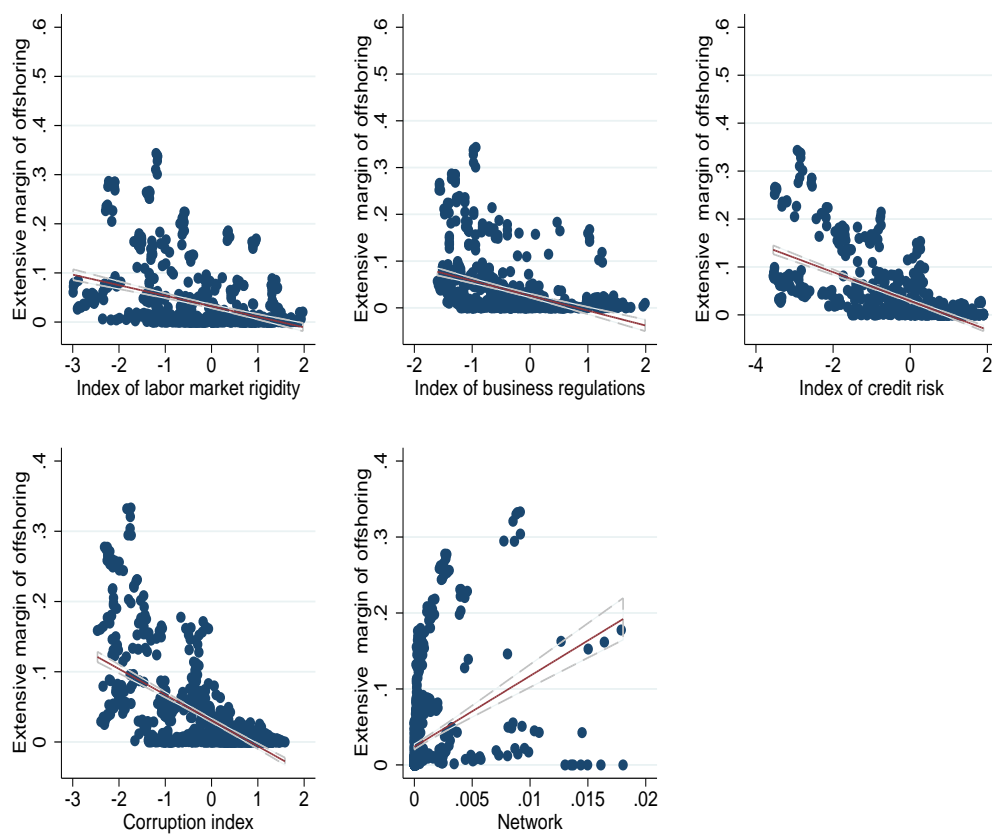 Extensive margin of offshoring
.6
.5
.4
.3
.2
.1
0
-3 -2 -1 0 1 2
Index of labor market rigidity
Extensive margin of offshoring
.6
.5
.4
.3
.2
.1
0
-2 -1 0 1 2
Index of business regulations
Extensive margin of offshoring
.6
.5
.4
.3
.2
.1
0
-4 -2 0 2
Index of credit risk
Extensive margin of offshoring
.4
.3
.2
.1
0
-3 -2 -1 0 1 2
Corruption index
Extensive margin of offshoring
.4
.3
.2
.1
0
0 .005 .01 .015 .02
Network